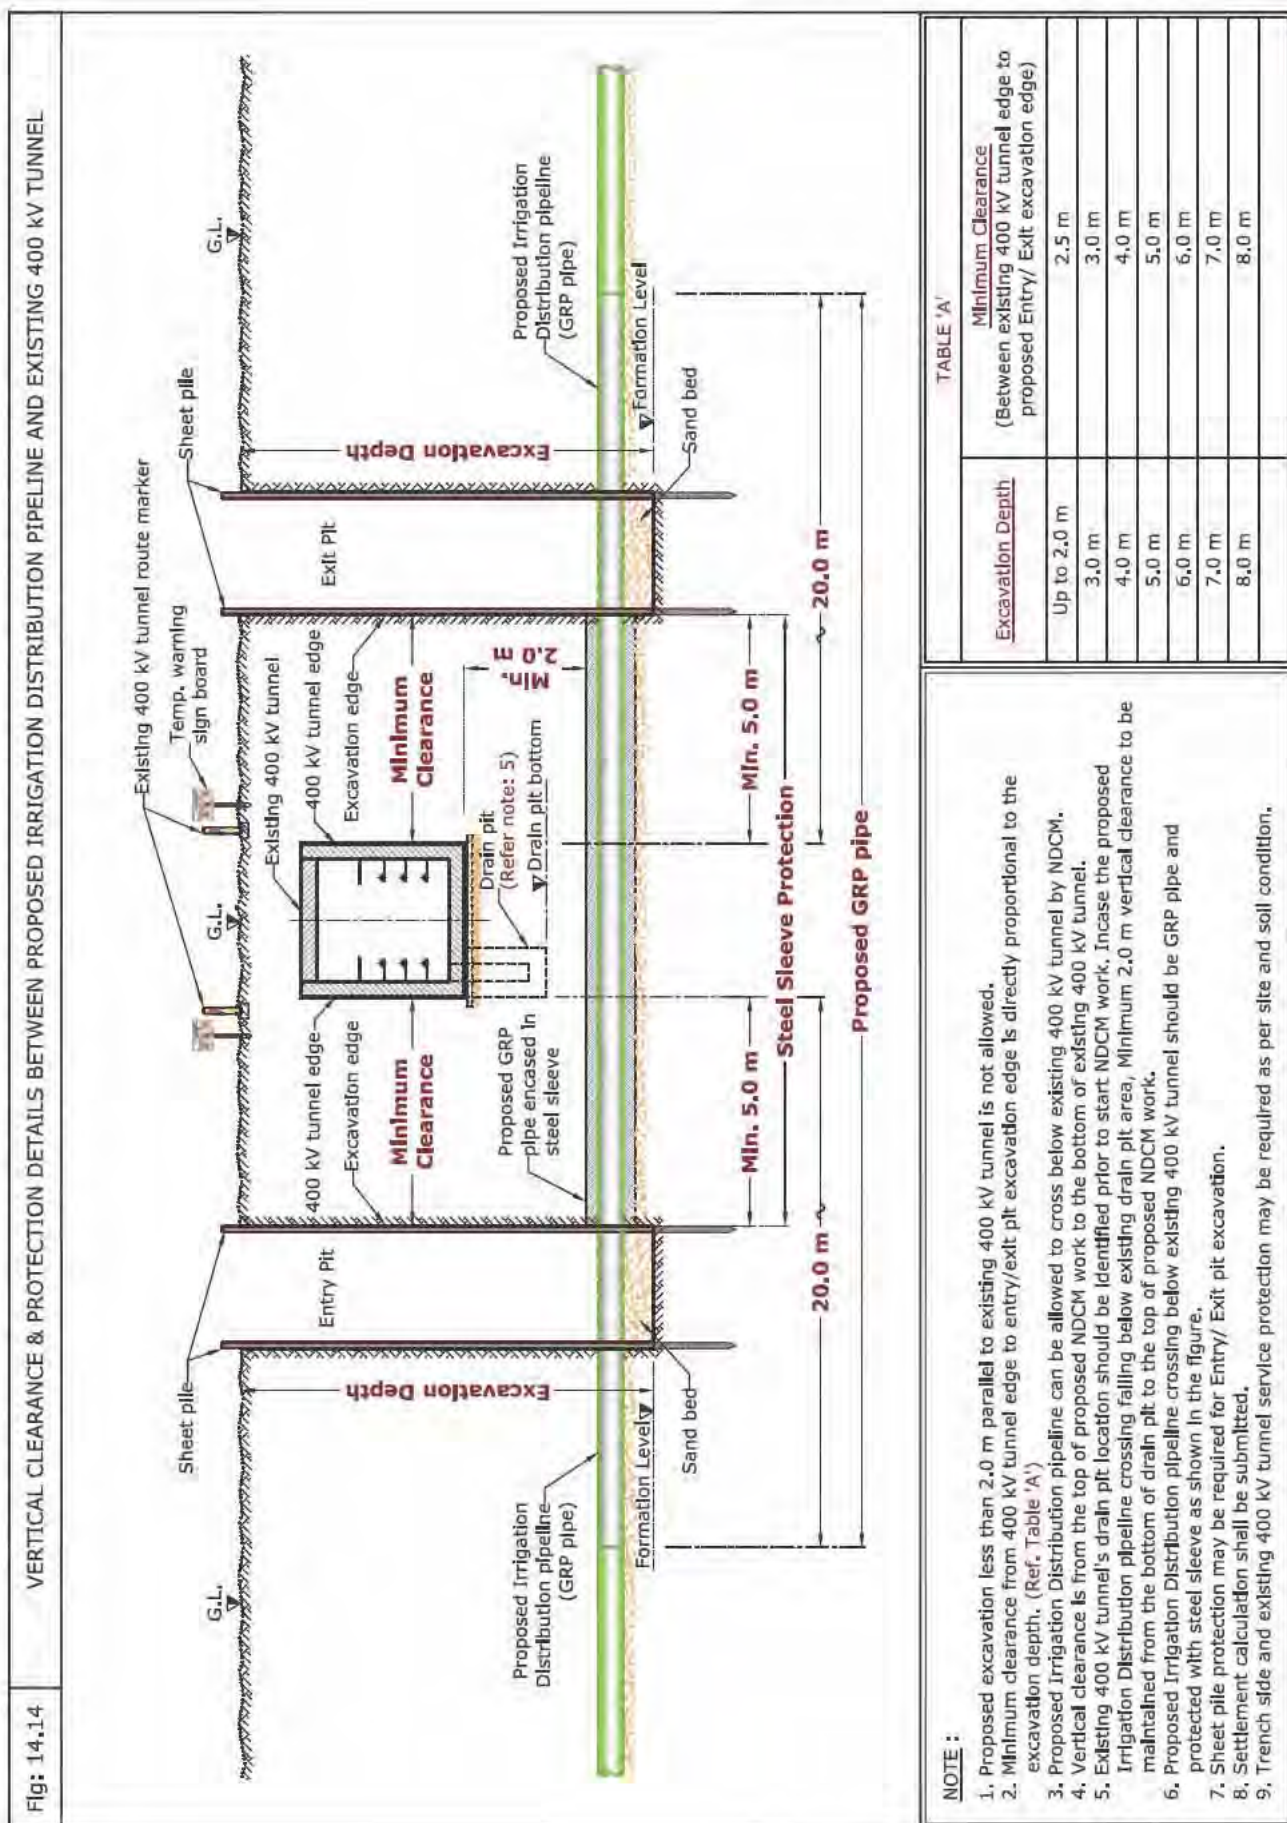 Fig: 14.14
VERTICAL CLEARANCE & PROTECTION DETAILS BETWEEN PROPOSED IRRIGATION DISTRIBUTION PIPELINE AND EXISTING 400 kV TUNNEL
Existing 400 kV tunnel route marker
Temp. warning
sign board
Sheet pile
Sheet pile
G.L.
G.L.
G.L.
Existing 400 kV tunnel
400 kV tunnel edge
Excavation edge
400 kV tunnel edge
Excavation edge
Entry Pit
Exit Pit
Excavation Depth
Excavation Depth
Minimum
Clearance
Minimum
Clearance
Min.
2.0 m
Drain pit
(Refer note: 5)
Drain pit bottom
Proposed GRP
pipe encased in
steel sleeve
Proposed Irrigation
Distribution pipeline
(GRP pipe)
Proposed Irrigation
Distribution pipeline
(GRP pipe)
Formation Level
Formation Level
Sand bed
Sand bed
Min. 5.0 m
Min. 5.0 m
Steel Sleeve Protection
20.0 m
20.0 m
Proposed GRP pipe
NOTE :
1. Proposed excavation less than 2.0 m parallel to existing 400 kV tunnel is not allowed.
2. Minimum clearance from 400 kV tunnel edge to entry/exit pit excavation edge is directly proportional to the
excavation depth. (Ref. Table 'A')
3. Proposed Irrigation Distribution pipeline can be allowed to cross below existing 400 kV tunnel by NDCM.
4. Vertical clearance is from the top of proposed NDCM work to the bottom of existing 400 kV tunnel.
5. Existing 400 kV tunnel's drain pit location should be identified prior to start NDCM work. Incase the proposed
Irrigation Distribution pipeline crossing falling below existing drain pit area, Minimum 2.0 m vertical clearance to be
maintained from the bottom of drain pit to the top of proposed NDCM work.
6. Proposed Irrigation Distribution pipeline crossing below existing 400 kV tunnel should be GRP pipe and
protected with steel sleeve as shown in the figure.
7. Sheet pile protection may be required for Entry/ Exit pit excavation.
8. Settlement calculation shall be submitted.
9. Trench side and existing 400 kV tunnel service protection may be required as per site and soil condition.
TABLE 'A'
Excavation Depth
Minimum Clearance
(Between existing 400 kV tunnel edge to
proposed Entry/ Exit excavation edge)
Up to 2.0 m 2.5 m
3.0 m 3.0 m
4.0 m 4.0 m
5.0 m 5.0 m
6.0 m 6.0 m
7.0 m 7.0 m
8.0 m 8.0 m